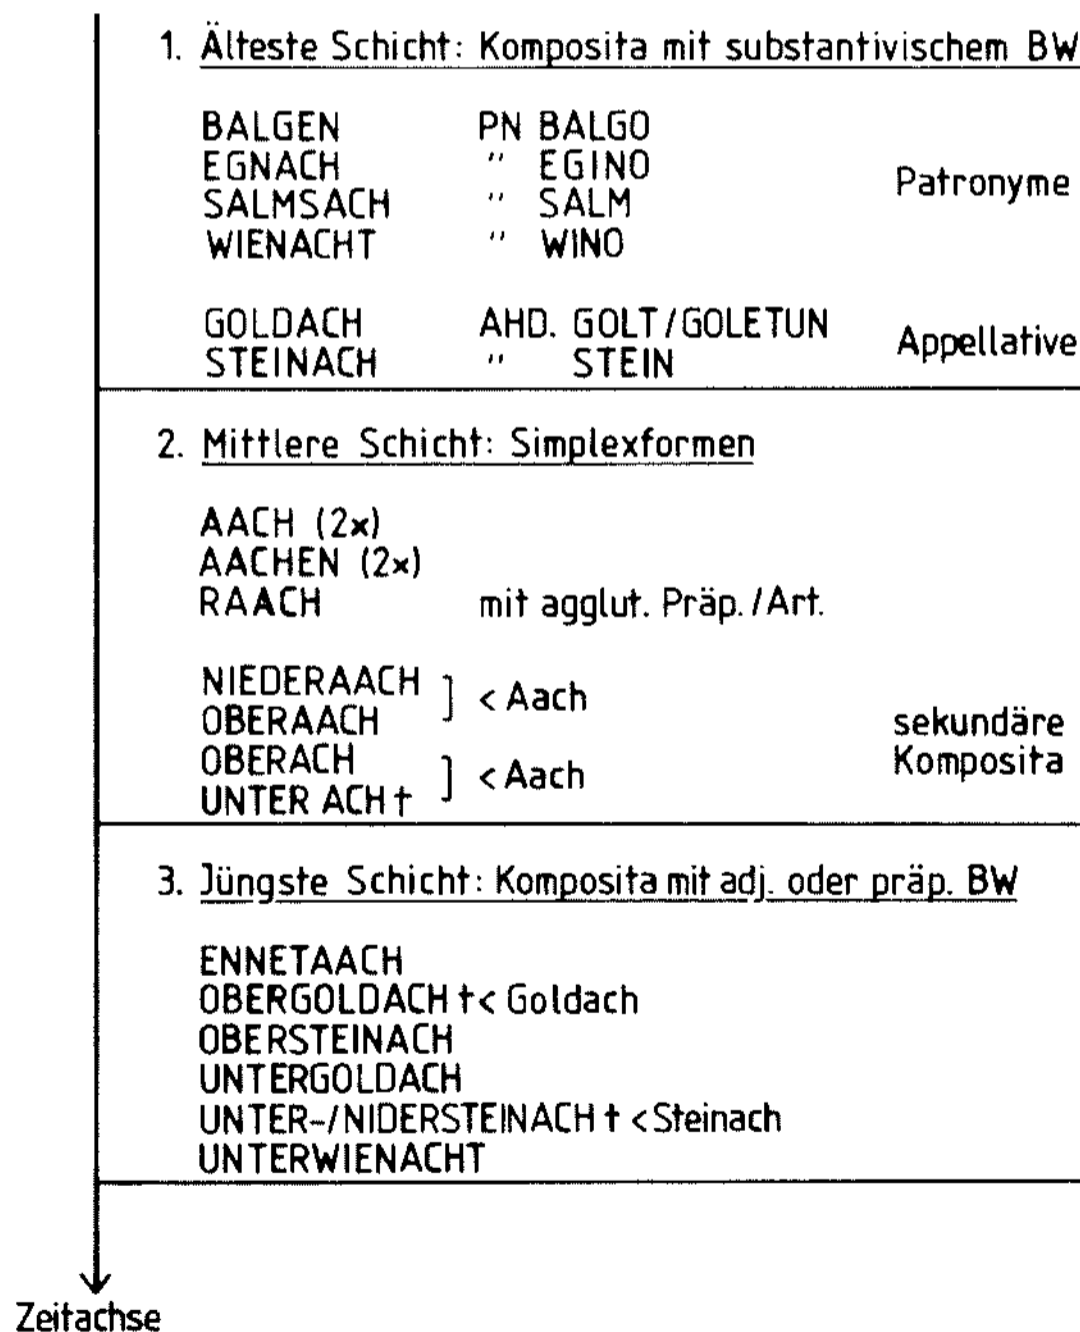 1. Älteste Schicht: Komposita mit substantivischem BW
BALGEN PN BALGO
EGNACH " EGINO
SALMSACH " SALM
WIENACHT " WINO
Patronyme
GOLDACH AHD. GOLT/GOLETUN
STEINACH " STEIN
Appellative
2. Mittlere Schicht: Simplexformen
AACH (2x)
AACHEN (2x)
RAACH mit agglut. Präp./Art.
NIEDERAACH
OBERAACH
] < Aach
OBERACH
UNTER ACH †
] < Aach
sekundäre
Komposita
3. Jüngste Schicht: Komposita mit adj. oder präp. BW
ENNETAACH
OBERGOLDACH † < Goldach
OBERSTEINACH
UNTERGOLDACH
UNTER-/NIDERSTEINACH † < Steinach
UNTERWIENACHT
Zeitachse